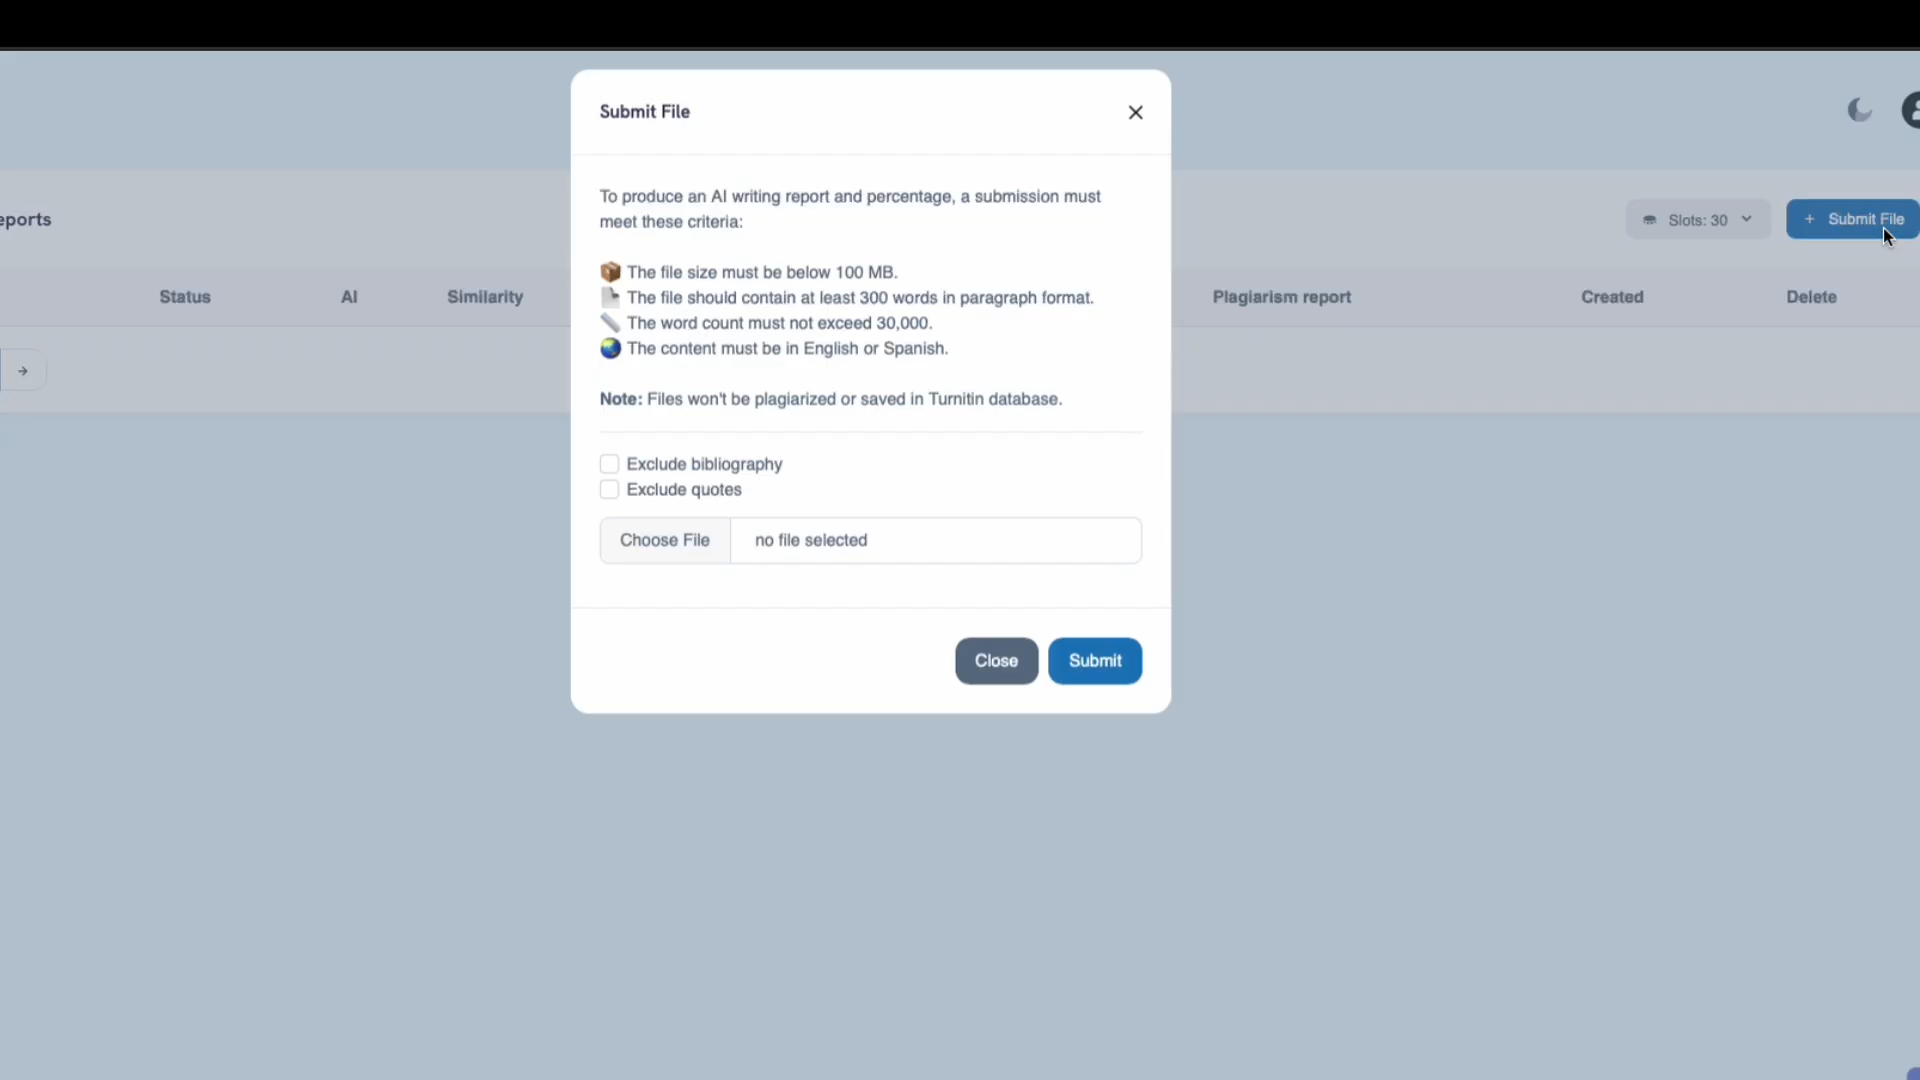 Submit File
To produce an AI writing report and percentage, a submission must
meet these criteria:
The file size must be below 100 MB.
The file should contain at least 300 words in paragraph format.
The word count must not exceed 30,000.
The content must be in English or Spanish.
Note: Files won't be plagiarized or saved in Turnitin database.
Exclude bibliography
Exclude quotes
Choose File no file selected
Close Submit
eports Slots: 30 + Submit File
Status AI Similarity Plagiarism report Created Delete